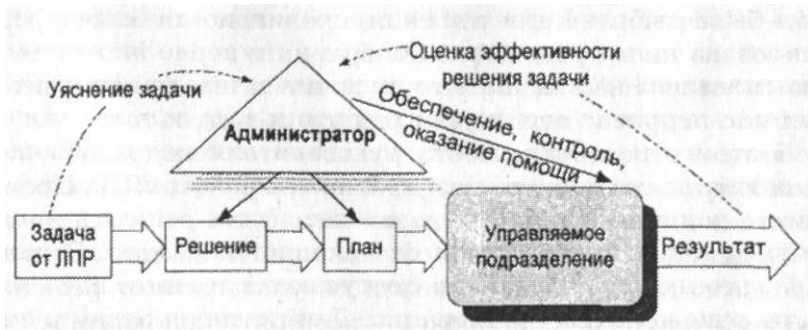 Оценка эффективности
решения задачи
Уяснение задачи
Обеспечение, контроль,
оказание помощи
Администратор
Задача
от ЛПР
Решение
План
Управляемое
подразделение
Результат